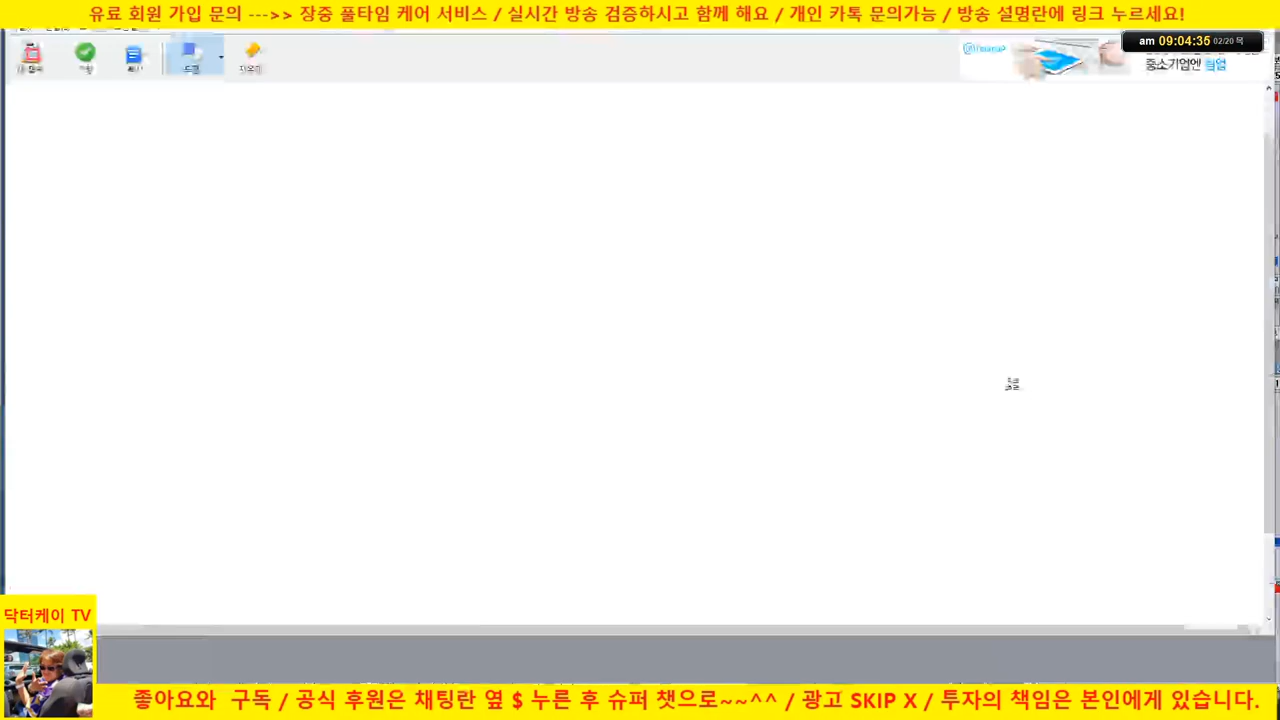 유료 회원 가입 문의 --->> 장중 풀타임 케어 서비스 / 실시간 방송 검증하시고 함께 해요 / 개인 카톡 문의가능 / 방송 설명란에 링크 누르세요!
am 09:04:35 02/20 목
중소기업엔
닥터케이 TV
좋아요와 구독 / 공식 후원은 채팅란 옆 $ 누른 후 슈퍼 챗으로~~^^ / 광고 SKIP X / 투자의 책임은 본인에게 있습니다.